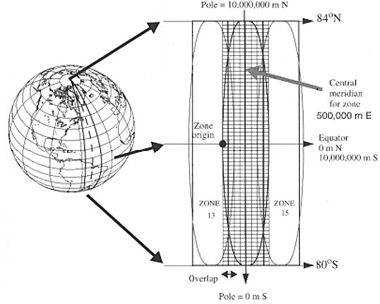 Pole = 10,000,000 m N
84°N
Central
meridian
for zone
500,000 m E
Zone
origin
Equator
0 m N
10,000,000 m S
ZONE
13
ZONE
15
80°S
Overlap
Pole = 0 m S